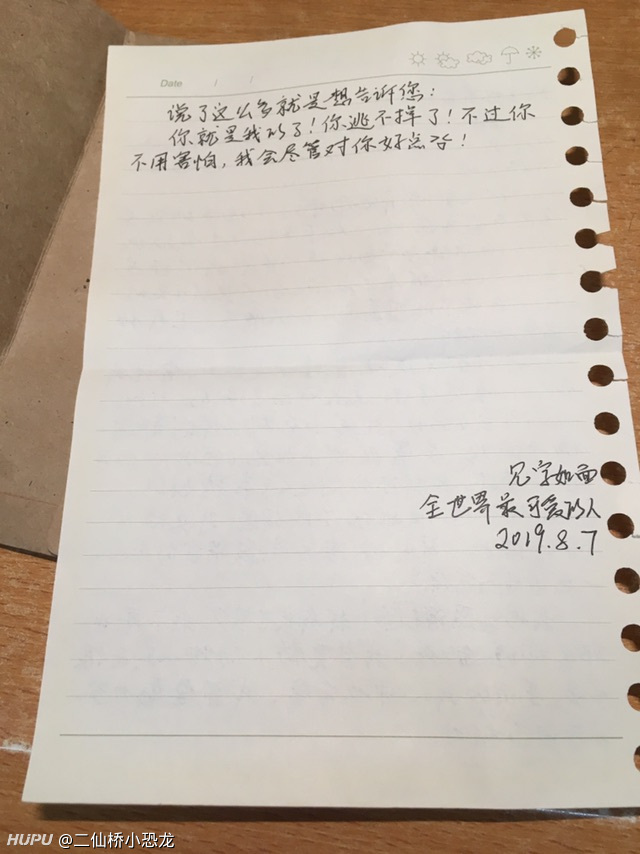 Date / /
说了这么多就是想告诉您：
你就是我的了！你逃不掉了！不过你
不用害怕，我会尽管对你好点哈！
见字如面
全世界最可爱的人
2019.8.7
HUPU @二仙桥小恐龙